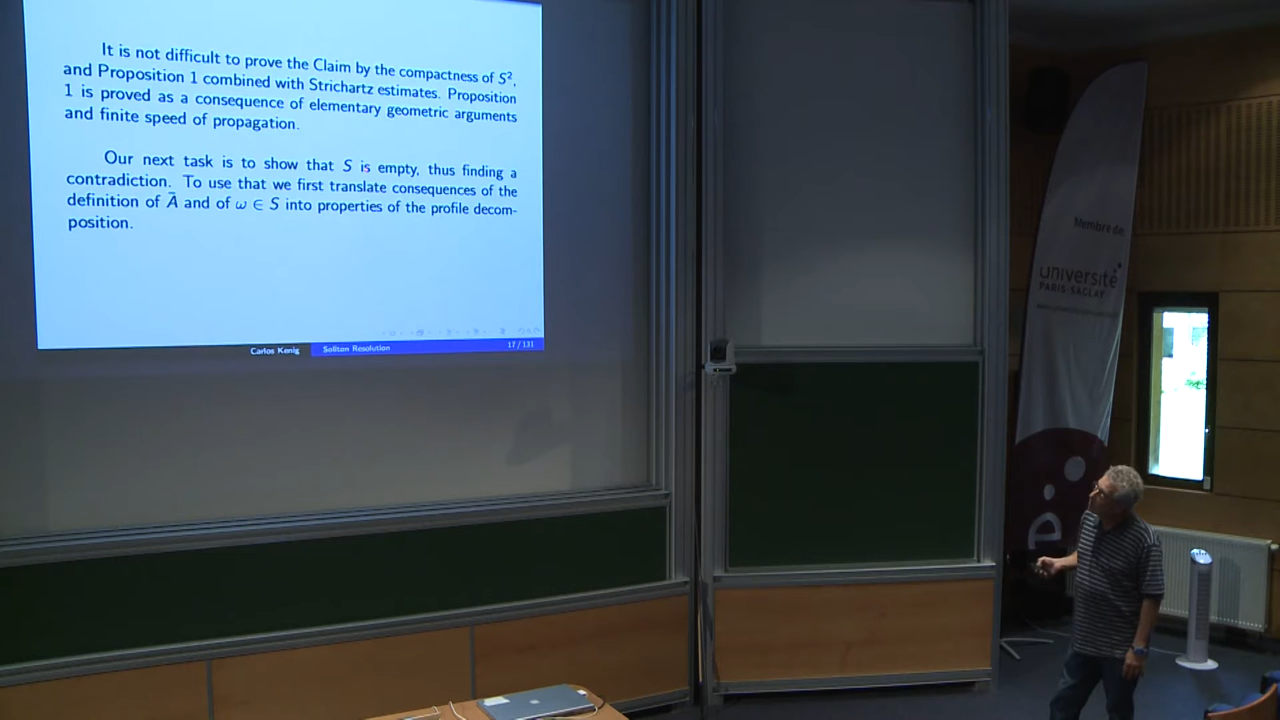 It is not difficult to prove the Claim by the compactness of S²,
and Proposition 1 combined with Strichartz estimates. Proposition
1 is proved as a consequence of elementary geometric arguments
and finite speed of propagation.
Our next task is to show that S is empty, thus finding a
contradiction. To use that we first translate consequences of the
definition of Ā and of ω ∈ S into properties of the profile decom-
position.
Carlos Kenig
Soliton Resolution
17 / 131
Membre de
université
PARIS-SACLAY